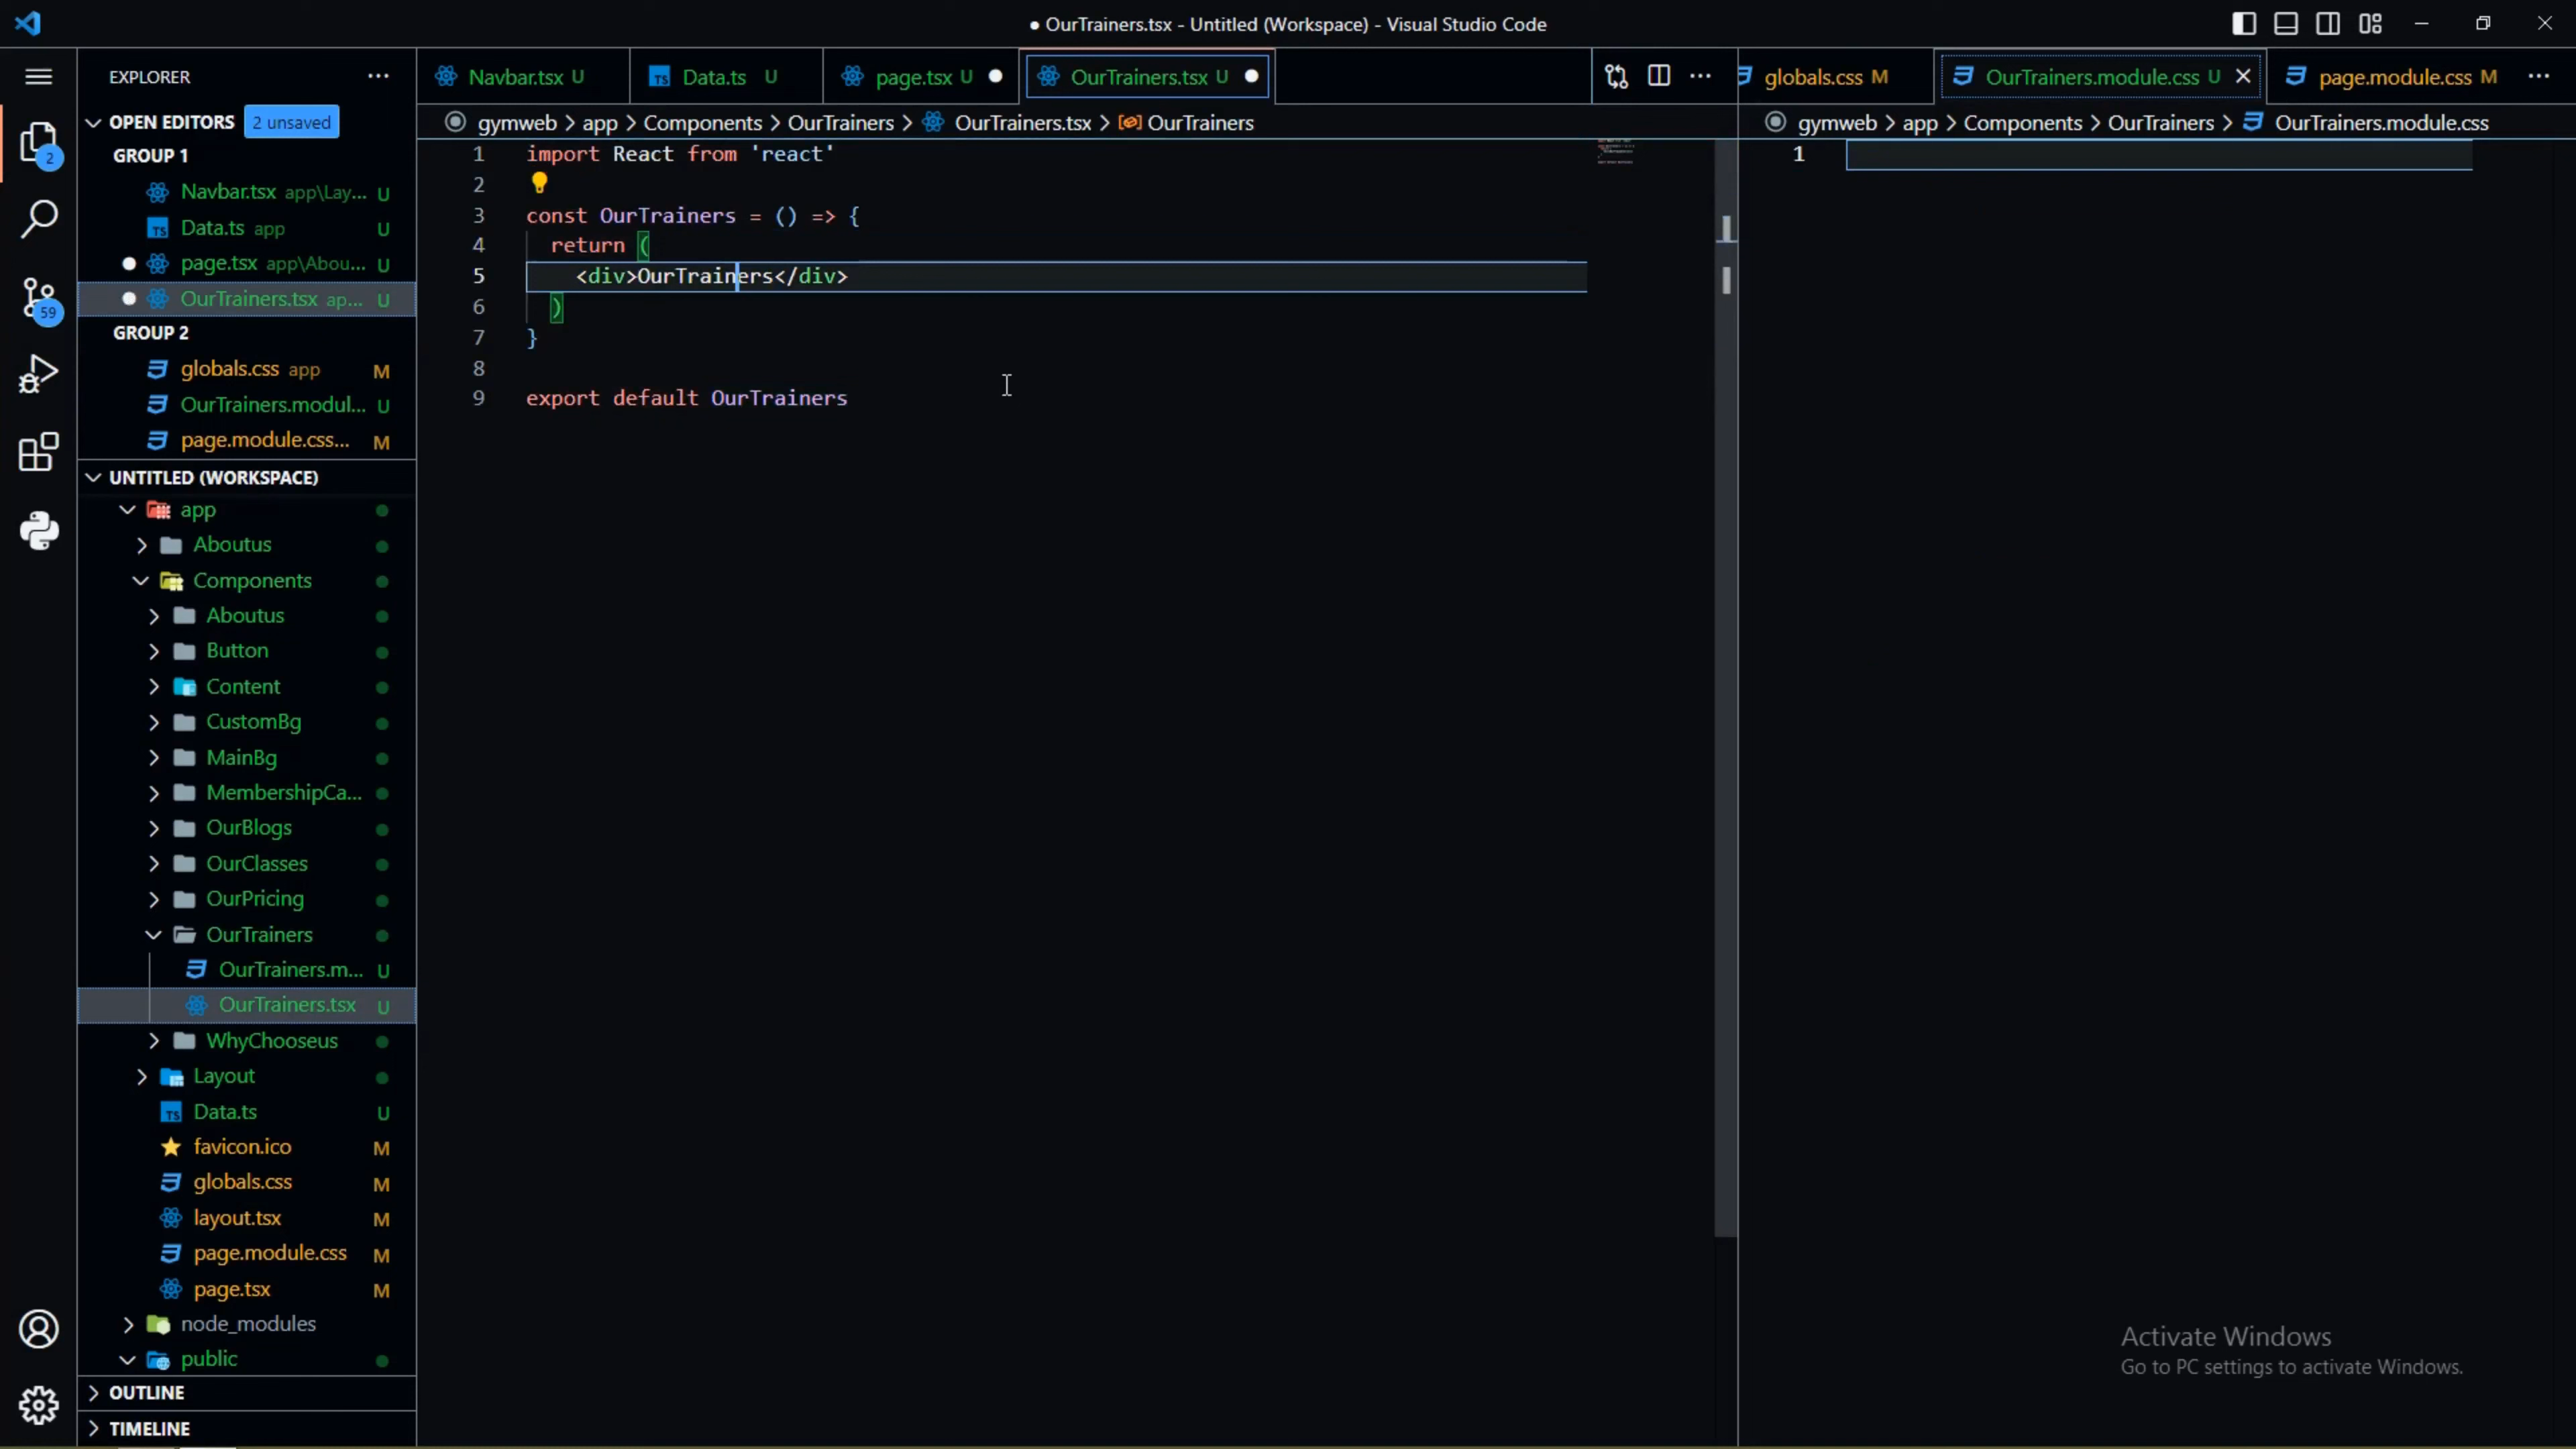 OurTrainers.tsx - Untitled (Workspace) - Visual Studio Code
EXPLORER
OPEN EDITORS 2 unsaved
GROUP 1
Navbar.tsx app\Lay... U
Data.ts app U
page.tsx app\Abou... U
OurTrainers.tsx ap... U
GROUP 2
globals.css app M
OurTrainers.modul... U
page.module.css... M
UNTITLED (WORKSPACE)
app
Aboutus
Components
Aboutus
Button
Content
CustomBg
MainBg
MembershipCa...
OurBlogs
OurClasses
OurPricing
OurTrainers
OurTrainers.m... U
OurTrainers.tsx U
WhyChooseus
Layout
TS Data.ts U
favicon.ico M
globals.css M
layout.tsx M
page.module.css M
page.tsx M
node_modules
public
OUTLINE
TIMELINE
2
59
Navbar.tsx U
TS Data.ts U
page.tsx U
OurTrainers.tsx U
gymweb > app > Components > OurTrainers > OurTrainers.tsx > OurTrainers
1 import React from 'react'
2
3 const OurTrainers = () => {
4 return (
5 <div>OurTrainers</div>
6 )
7 }
8
9 export default OurTrainers
globals.css M
OurTrainers.module.css U
page.module.css M
gymweb > app > Components > OurTrainers > OurTrainers.module.css
1
Activate Windows
Go to PC settings to activate Windows.